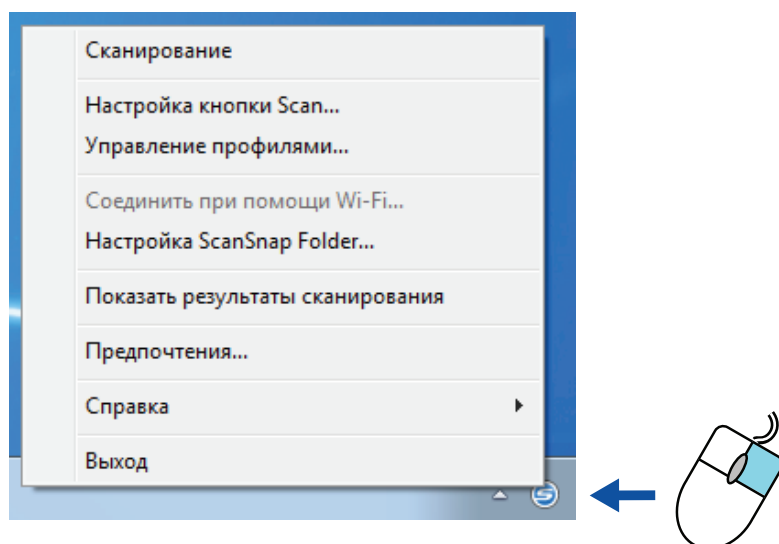 Сканирование
Настройка кнопки Scan...
Управление профилями...
Соединить при помощи Wi-Fi...
Настройка ScanSnap Folder...
Показать результаты сканирования
Предпочтения...
Справка
Выход